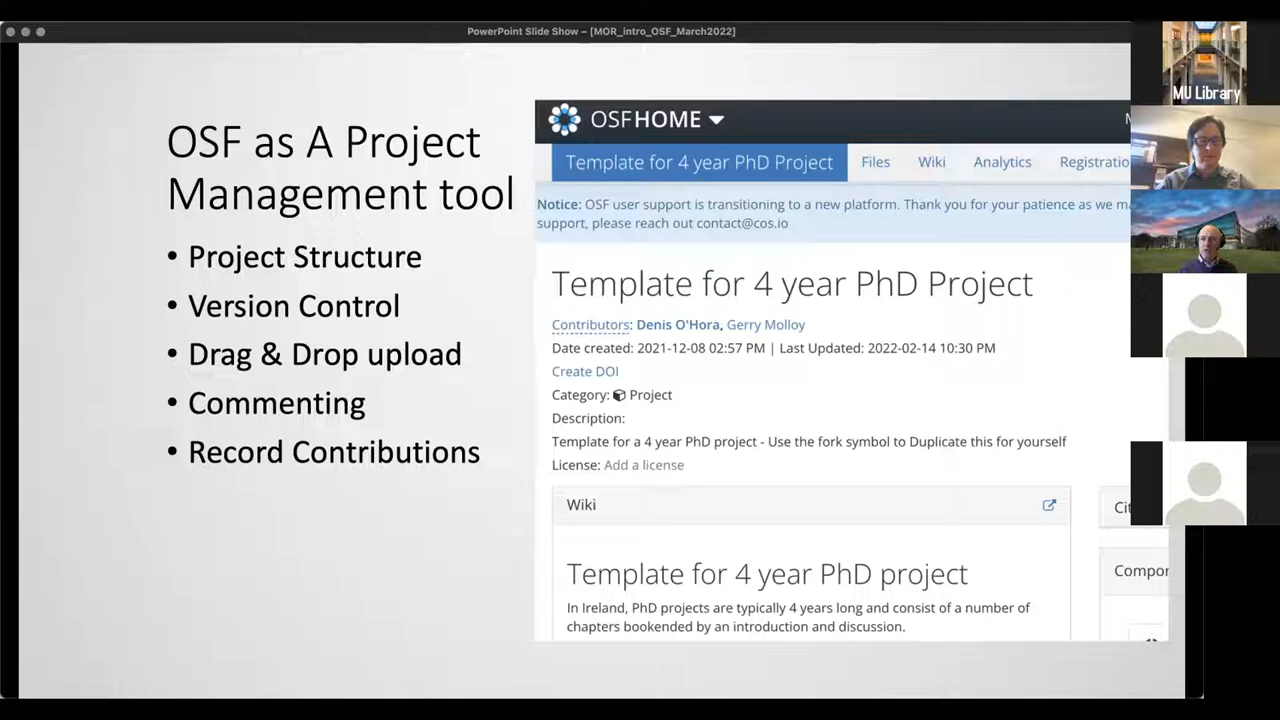 PowerPoint Slide Show – [MOR_intro_OSF_March2022]
OSF as A Project
Management tool
• Project Structure
• Version Control
• Drag & Drop upload
• Commenting
• Record Contributions
OSFHOME
Template for 4 year PhD Project
Files
Wiki
Analytics
Registratio
Notice: OSF user support is transitioning to a new platform. Thank you for your patience as we ma
support, please reach out contact@cos.io
Template for 4 year PhD Project
Contributors: Denis O'Hora, Gerry Molloy
Date created: 2021-12-08 02:57 PM | Last Updated: 2022-02-14 10:30 PM
Create DOI
Category: Project
Description:
Template for a 4 year PhD project - Use the fork symbol to Duplicate this for yourself
License: Add a license
Wiki
Template for 4 year PhD project
In Ireland, PhD projects are typically 4 years long and consist of a number of
chapters bookended by an introduction and discussion.
Cit
Compor
MU Library